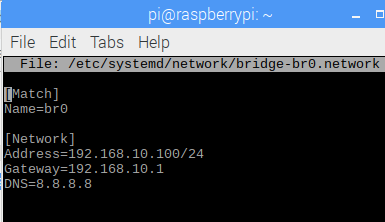 pi@raspberrypi: ~
File Edit Tabs Help
File: /etc/systemd/network/bridge-br0.network
[Match]
Name=br0
[Network]
Address=192.168.10.100/24
Gateway=192.168.10.1
DNS=8.8.8.8